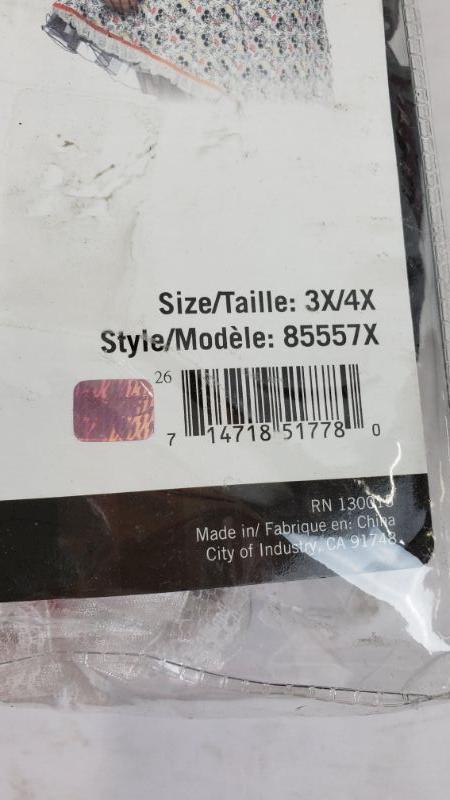 Size/Taille: 3X/4X
Style/Modèle: 85557X
26
7 14718 51778 0
RN
Made in/ Fabrique en: China
City of Industry, CA 91748